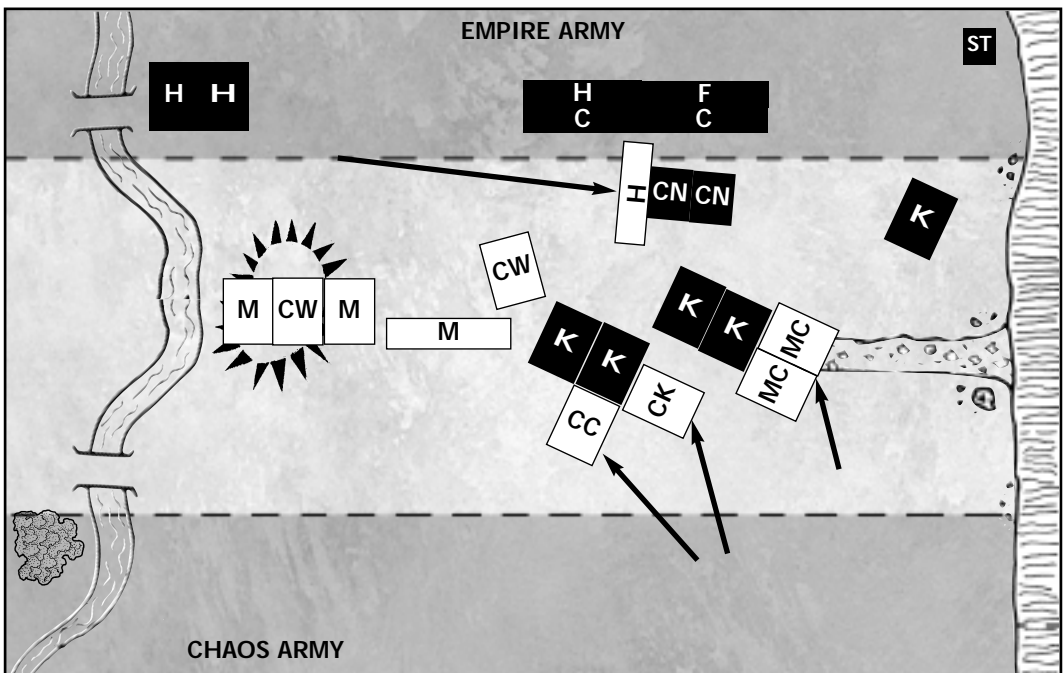 EMPIRE ARMY
ST
H H
H F
C C
H CN CN
K
CW
M CW M
M
K K
K K
MC
MC
CK
CC
CHAOS ARMY